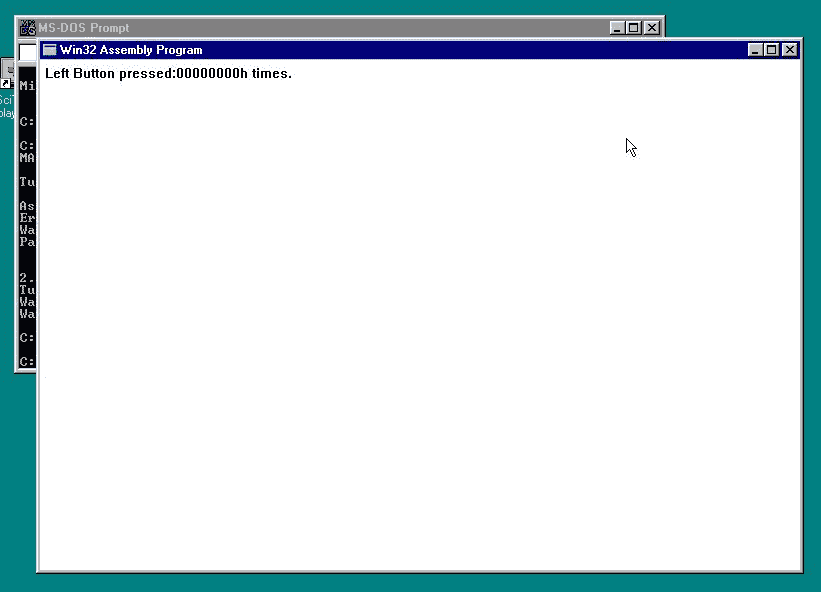 MS-DOS Prompt
Win32 Assembly Program
Left Button pressed:00000000h times.
Sci
play
Mi
C:
C:
MA
Tu
As
Er
Wa
Pa
2.
Tu
Wa
Wa
C:
C: